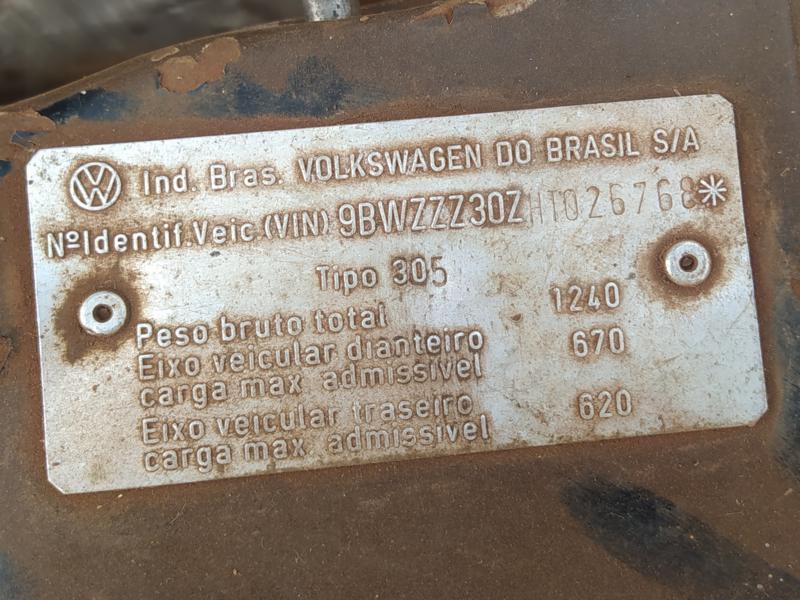 Ind. Bras. VOLKSWAGEN DO BRASIL S/A
NºIdentif.Veic.(VIN) 9BWZZZ30ZHT026768*
Tipo 305
Peso bruto total 1240
Eixo veicular dianteiro 670
carga max admissivel
Eixo veicular traseiro 620
carga max. admissivel